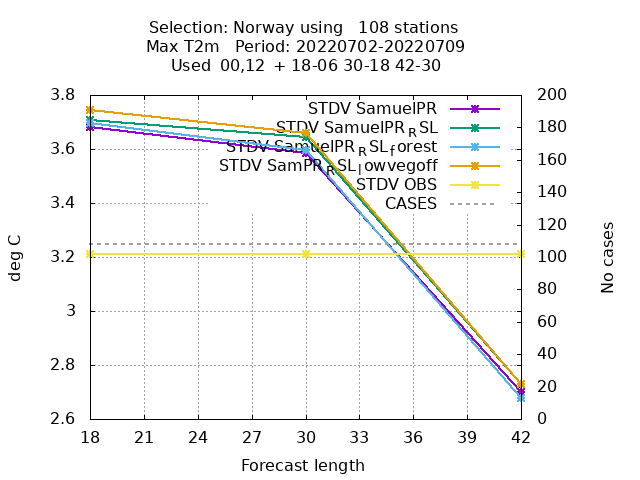 Selection: Norway using   108 stations
Max T2m   Period: 20220702-20220709
Used  00,12  + 18-06 30-18 42-30
STDV SamuelPR
STDV SamuelPR_RSL
STDV SamuelPR_RSL_forest
STDV SamPR_RSL_lowvegoff
STDV OBS
CASES
3.8
3.6
3.4
3.2
3
2.8
2.6
deg C
200
180
160
140
120
100
80
60
40
20
0
No cases
18 21 24 27 30 33 36 39 42
Forecast length